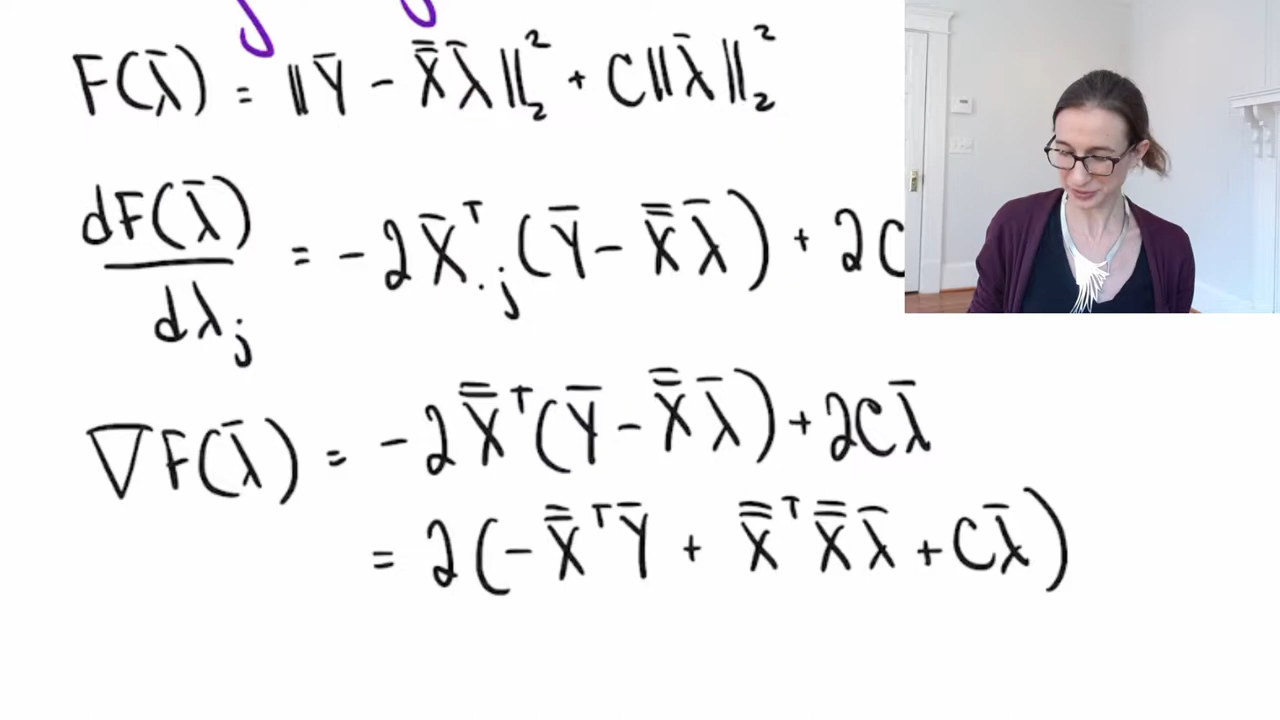 F(λ̄) = ‖Ȳ - X̿λ̄‖₂² + C‖λ̄‖₂²
dF(λ̄)/dλⱼ = -2X̄ᵀ.ⱼ(Ȳ - X̿λ̄) + 2C
∇F(λ̄) = -2X̿ᵀ(Ȳ - X̿λ̄) + 2Cλ̄
= 2(-X̿ᵀȲ + X̿ᵀX̿λ̄ + Cλ̄)